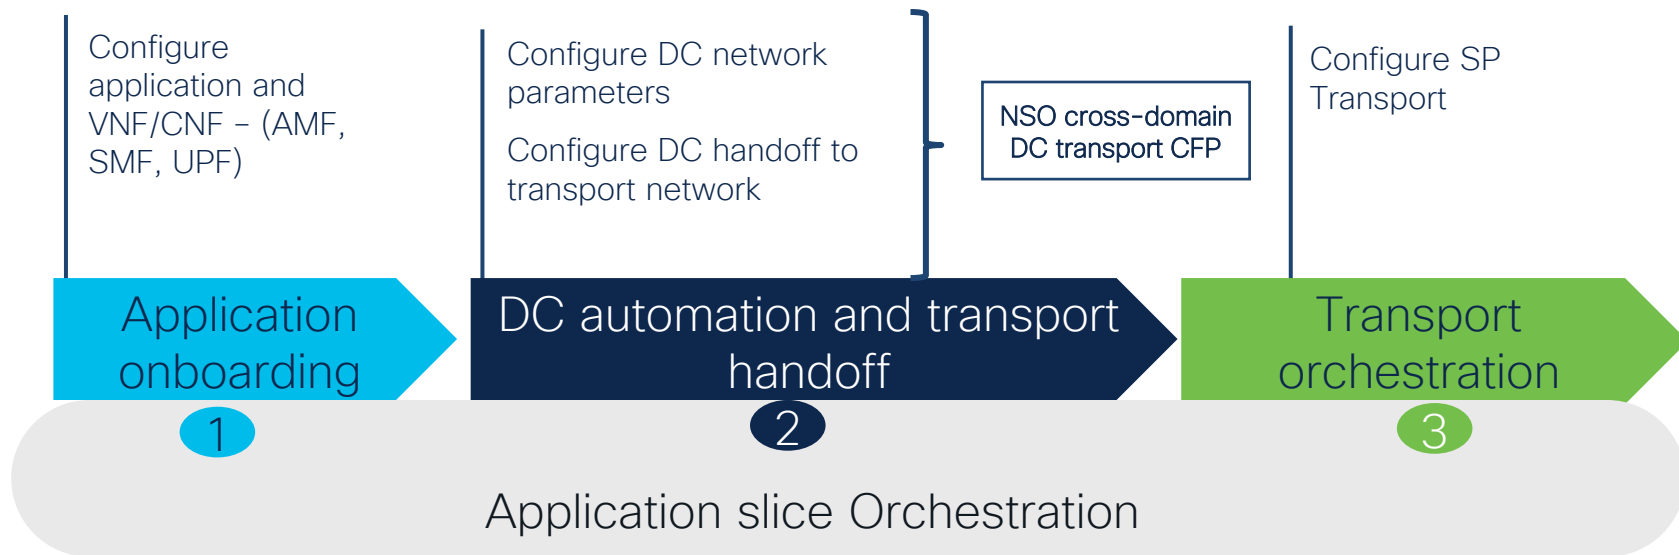 Configure
application and
VNF/CNF – (AMF,
SMF, UPF)
Configure DC network
parameters
Configure DC handoff to
transport network
NSO cross-domain
DC transport CFP
Configure SP
Transport
Application
onboarding
DC automation and transport
handoff
Transport
orchestration
1
2
3
Application slice Orchestration